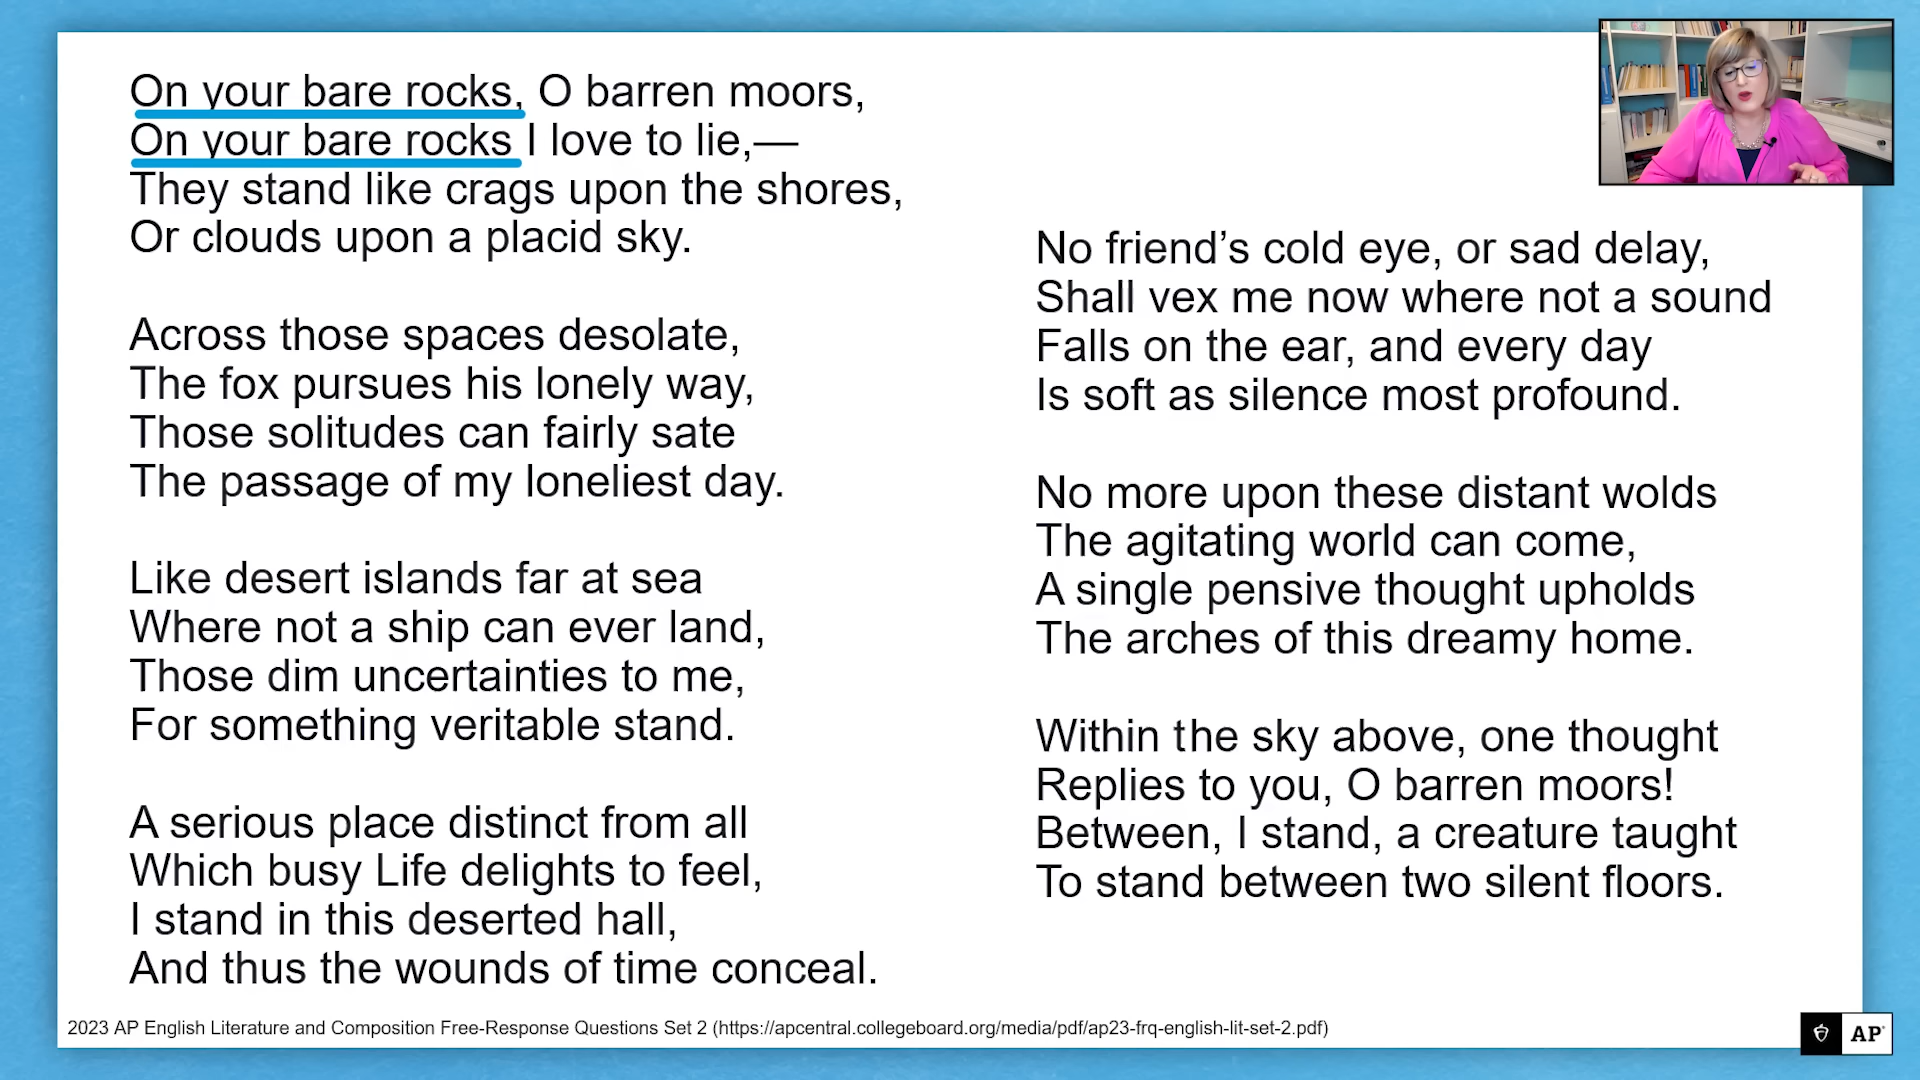 On your bare rocks, O barren moors,
On your bare rocks I love to lie,—
They stand like crags upon the shores,
Or clouds upon a placid sky.
Across those spaces desolate,
The fox pursues his lonely way,
Those solitudes can fairly sate
The passage of my loneliest day.
Like desert islands far at sea
Where not a ship can ever land,
Those dim uncertainties to me,
For something veritable stand.
A serious place distinct from all
Which busy Life delights to feel,
I stand in this deserted hall,
And thus the wounds of time conceal.
No friend’s cold eye, or sad delay,
Shall vex me now where not a sound
Falls on the ear, and every day
Is soft as silence most profound.
No more upon these distant wolds
The agitating world can come,
A single pensive thought upholds
The arches of this dreamy home.
Within the sky above, one thought
Replies to you, O barren moors!
Between, I stand, a creature taught
To stand between two silent floors.
2023 AP English Literature and Composition Free-Response Questions Set 2 (https://apcentral.collegeboard.org/media/pdf/ap23-frq-english-lit-set-2.pdf)
AP